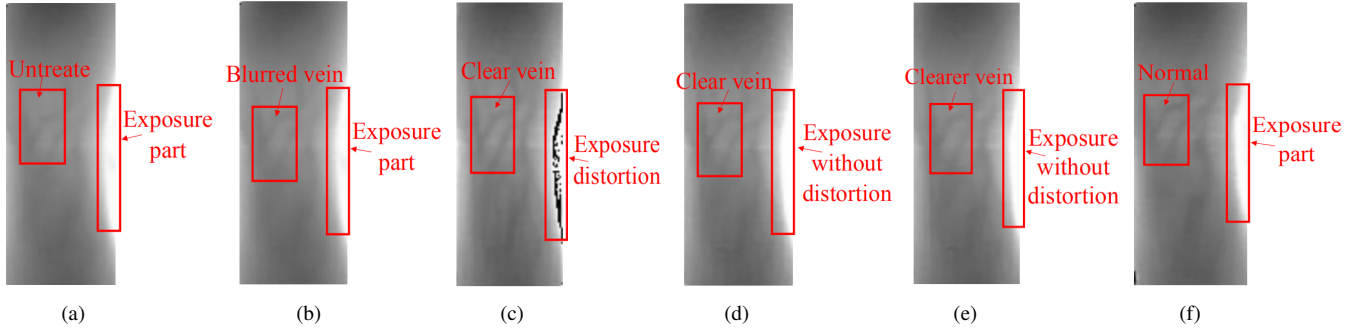 Untreate
Exposure
part
(a)
Blurred vein
Exposure
part
(b)
Clear vein
Exposure
distortion
(c)
Clear vein
Exposure
without
distortion
(d)
Clearer vein
Exposure
without
distortion
(e)
Normal
Exposure
part
(f)